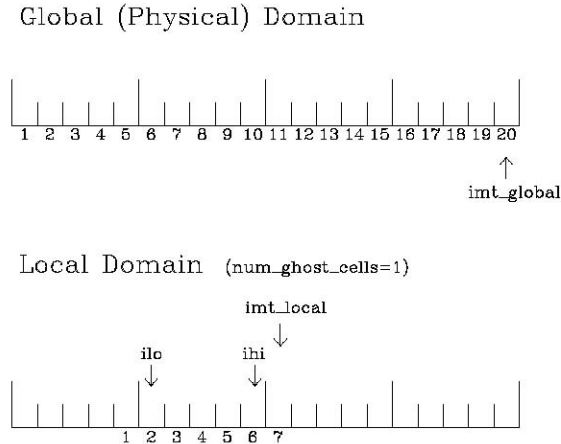 Global (Physical) Domain
1 2 3 4 5 6 7 8 9 10 11 12 13 14 15 16 17 18 19 20
imt_global
Local Domain (num_ghost_cells=1)
imt_local
ilo ihi
1 2 3 4 5 6 7